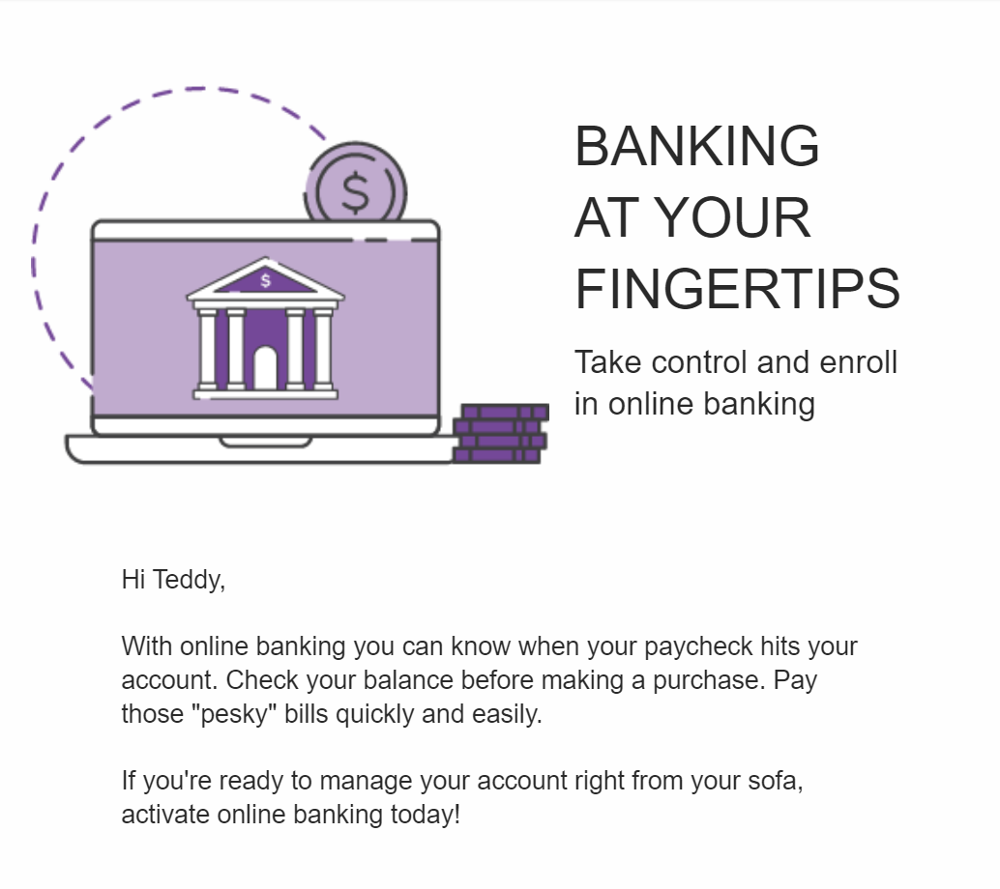 $
$
BANKING
AT YOUR
FINGERTIPS
Take control and enroll
in online banking
Hi Teddy,
With online banking you can know when your paycheck hits your
account. Check your balance before making a purchase. Pay
those "pesky" bills quickly and easily.
If you're ready to manage your account right from your sofa,
activate online banking today!